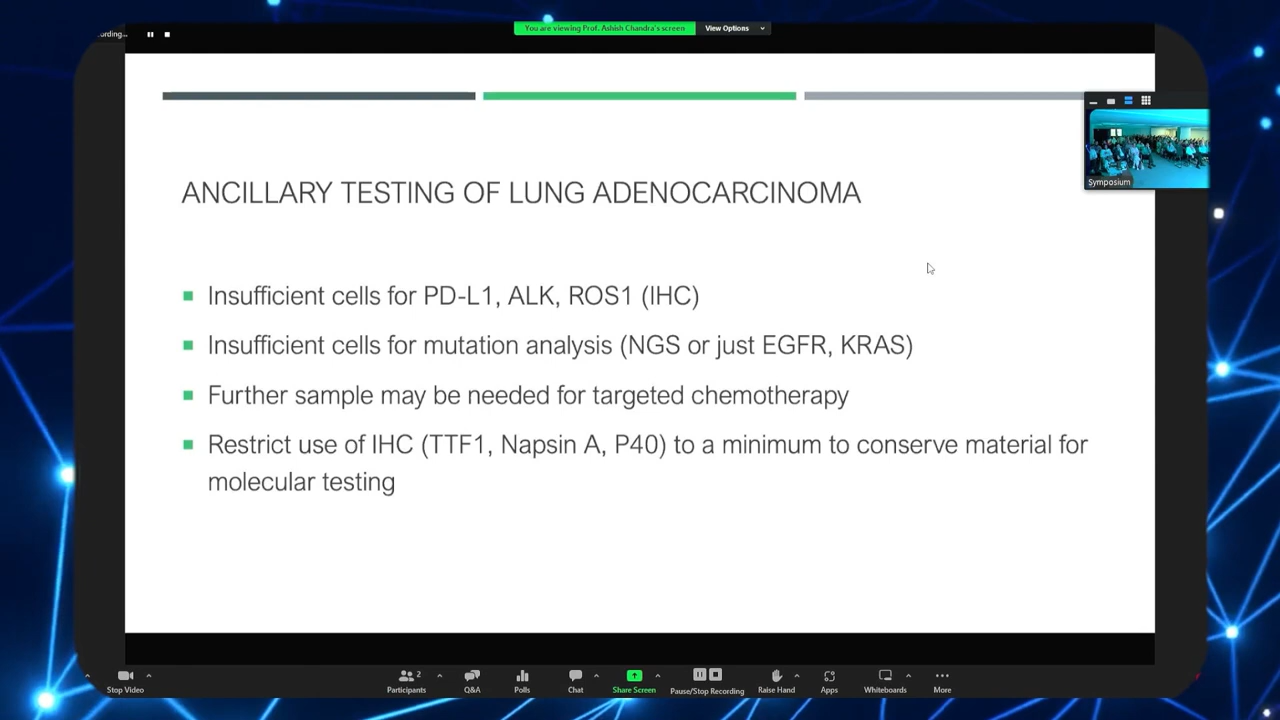 ording...
You are viewing Prof. Ashish Chandra's screen
View Options
Symposium
ANCILLARY TESTING OF LUNG ADENOCARCINOMA
Insufficient cells for PD-L1, ALK, ROS1 (IHC)
Insufficient cells for mutation analysis (NGS or just EGFR, KRAS)
Further sample may be needed for targeted chemotherapy
Restrict use of IHC (TTF1, Napsin A, P40) to a minimum to conserve material for
molecular testing
2
Stop Video
Participants
Q&A
Polls
Chat
Share Screen
Pause/Stop Recording
Raise Hand
Apps
Whiteboards
More